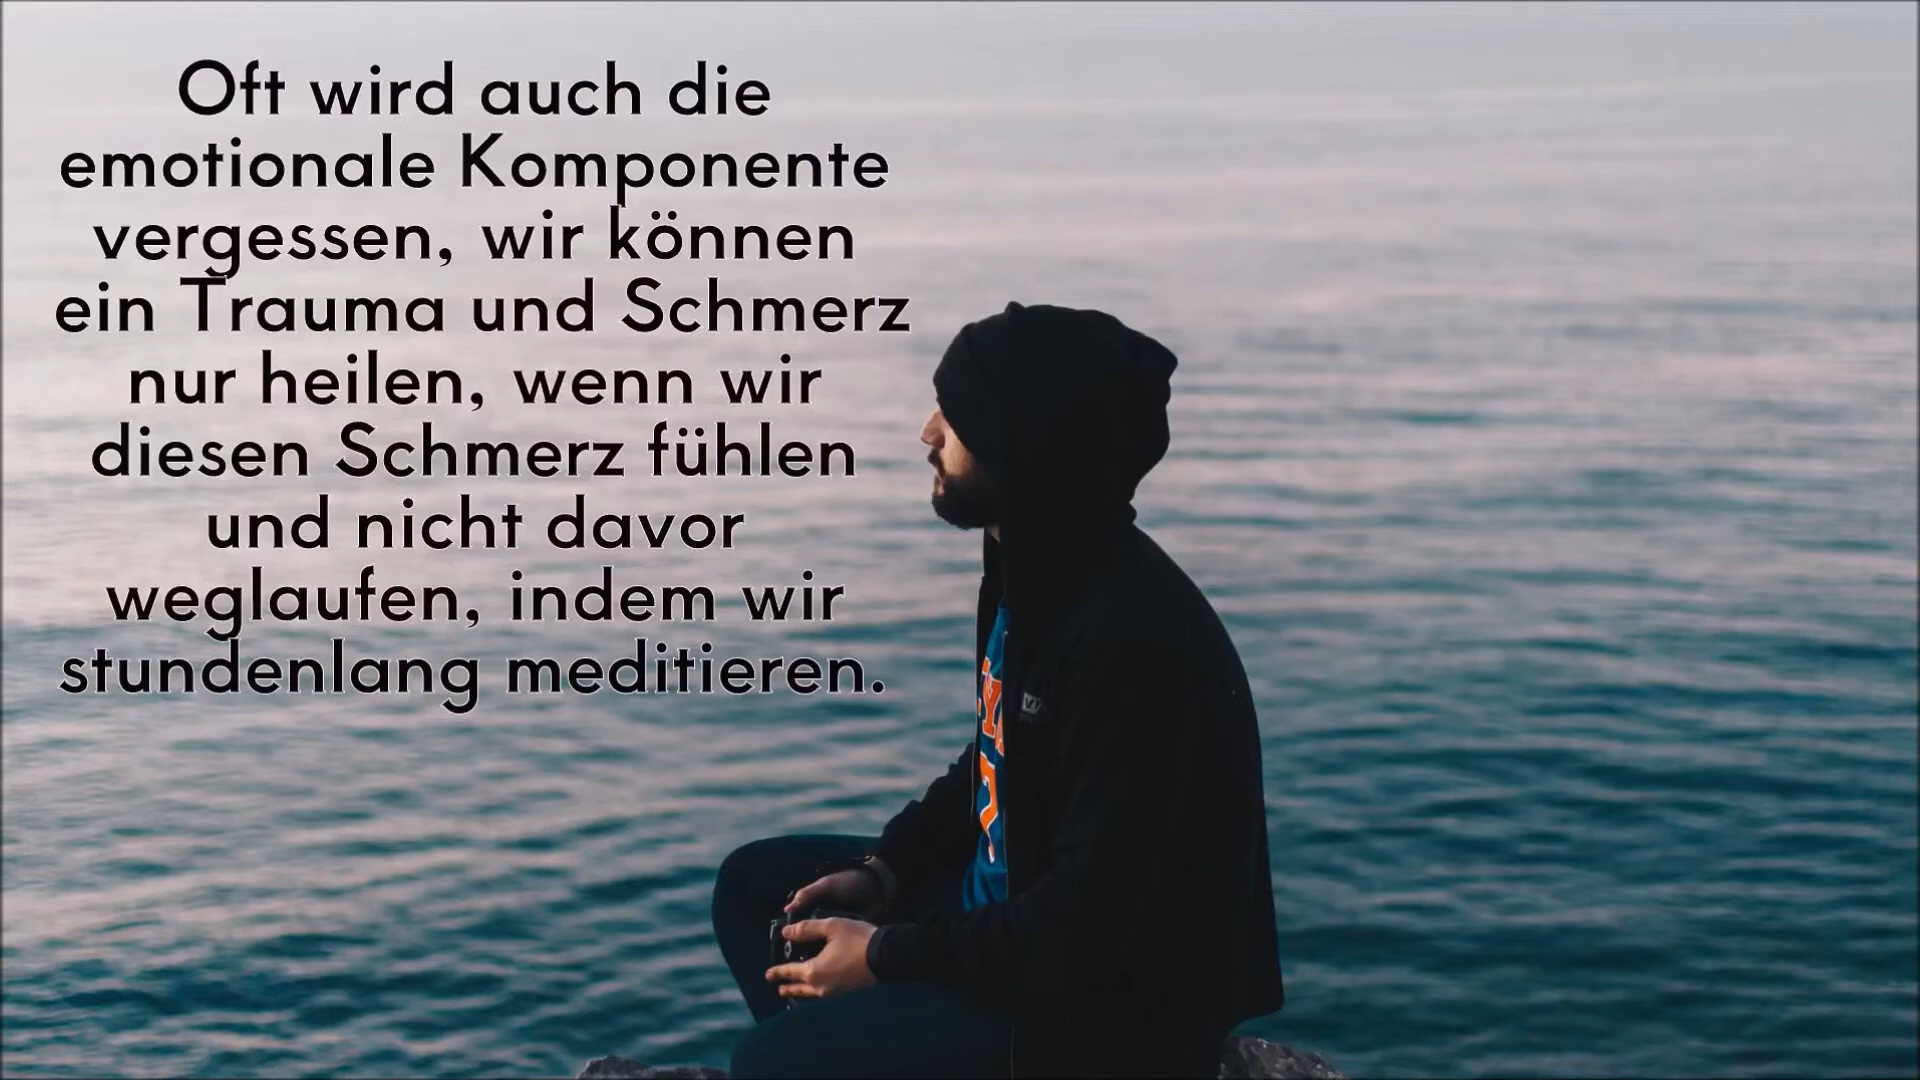 Oft wird auch die
emotionale Komponente
vergessen, wir können
ein Trauma und Schmerz
nur heilen, wenn wir
diesen Schmerz fühlen
und nicht davor
weglaufen, indem wir
stundenlang meditieren.